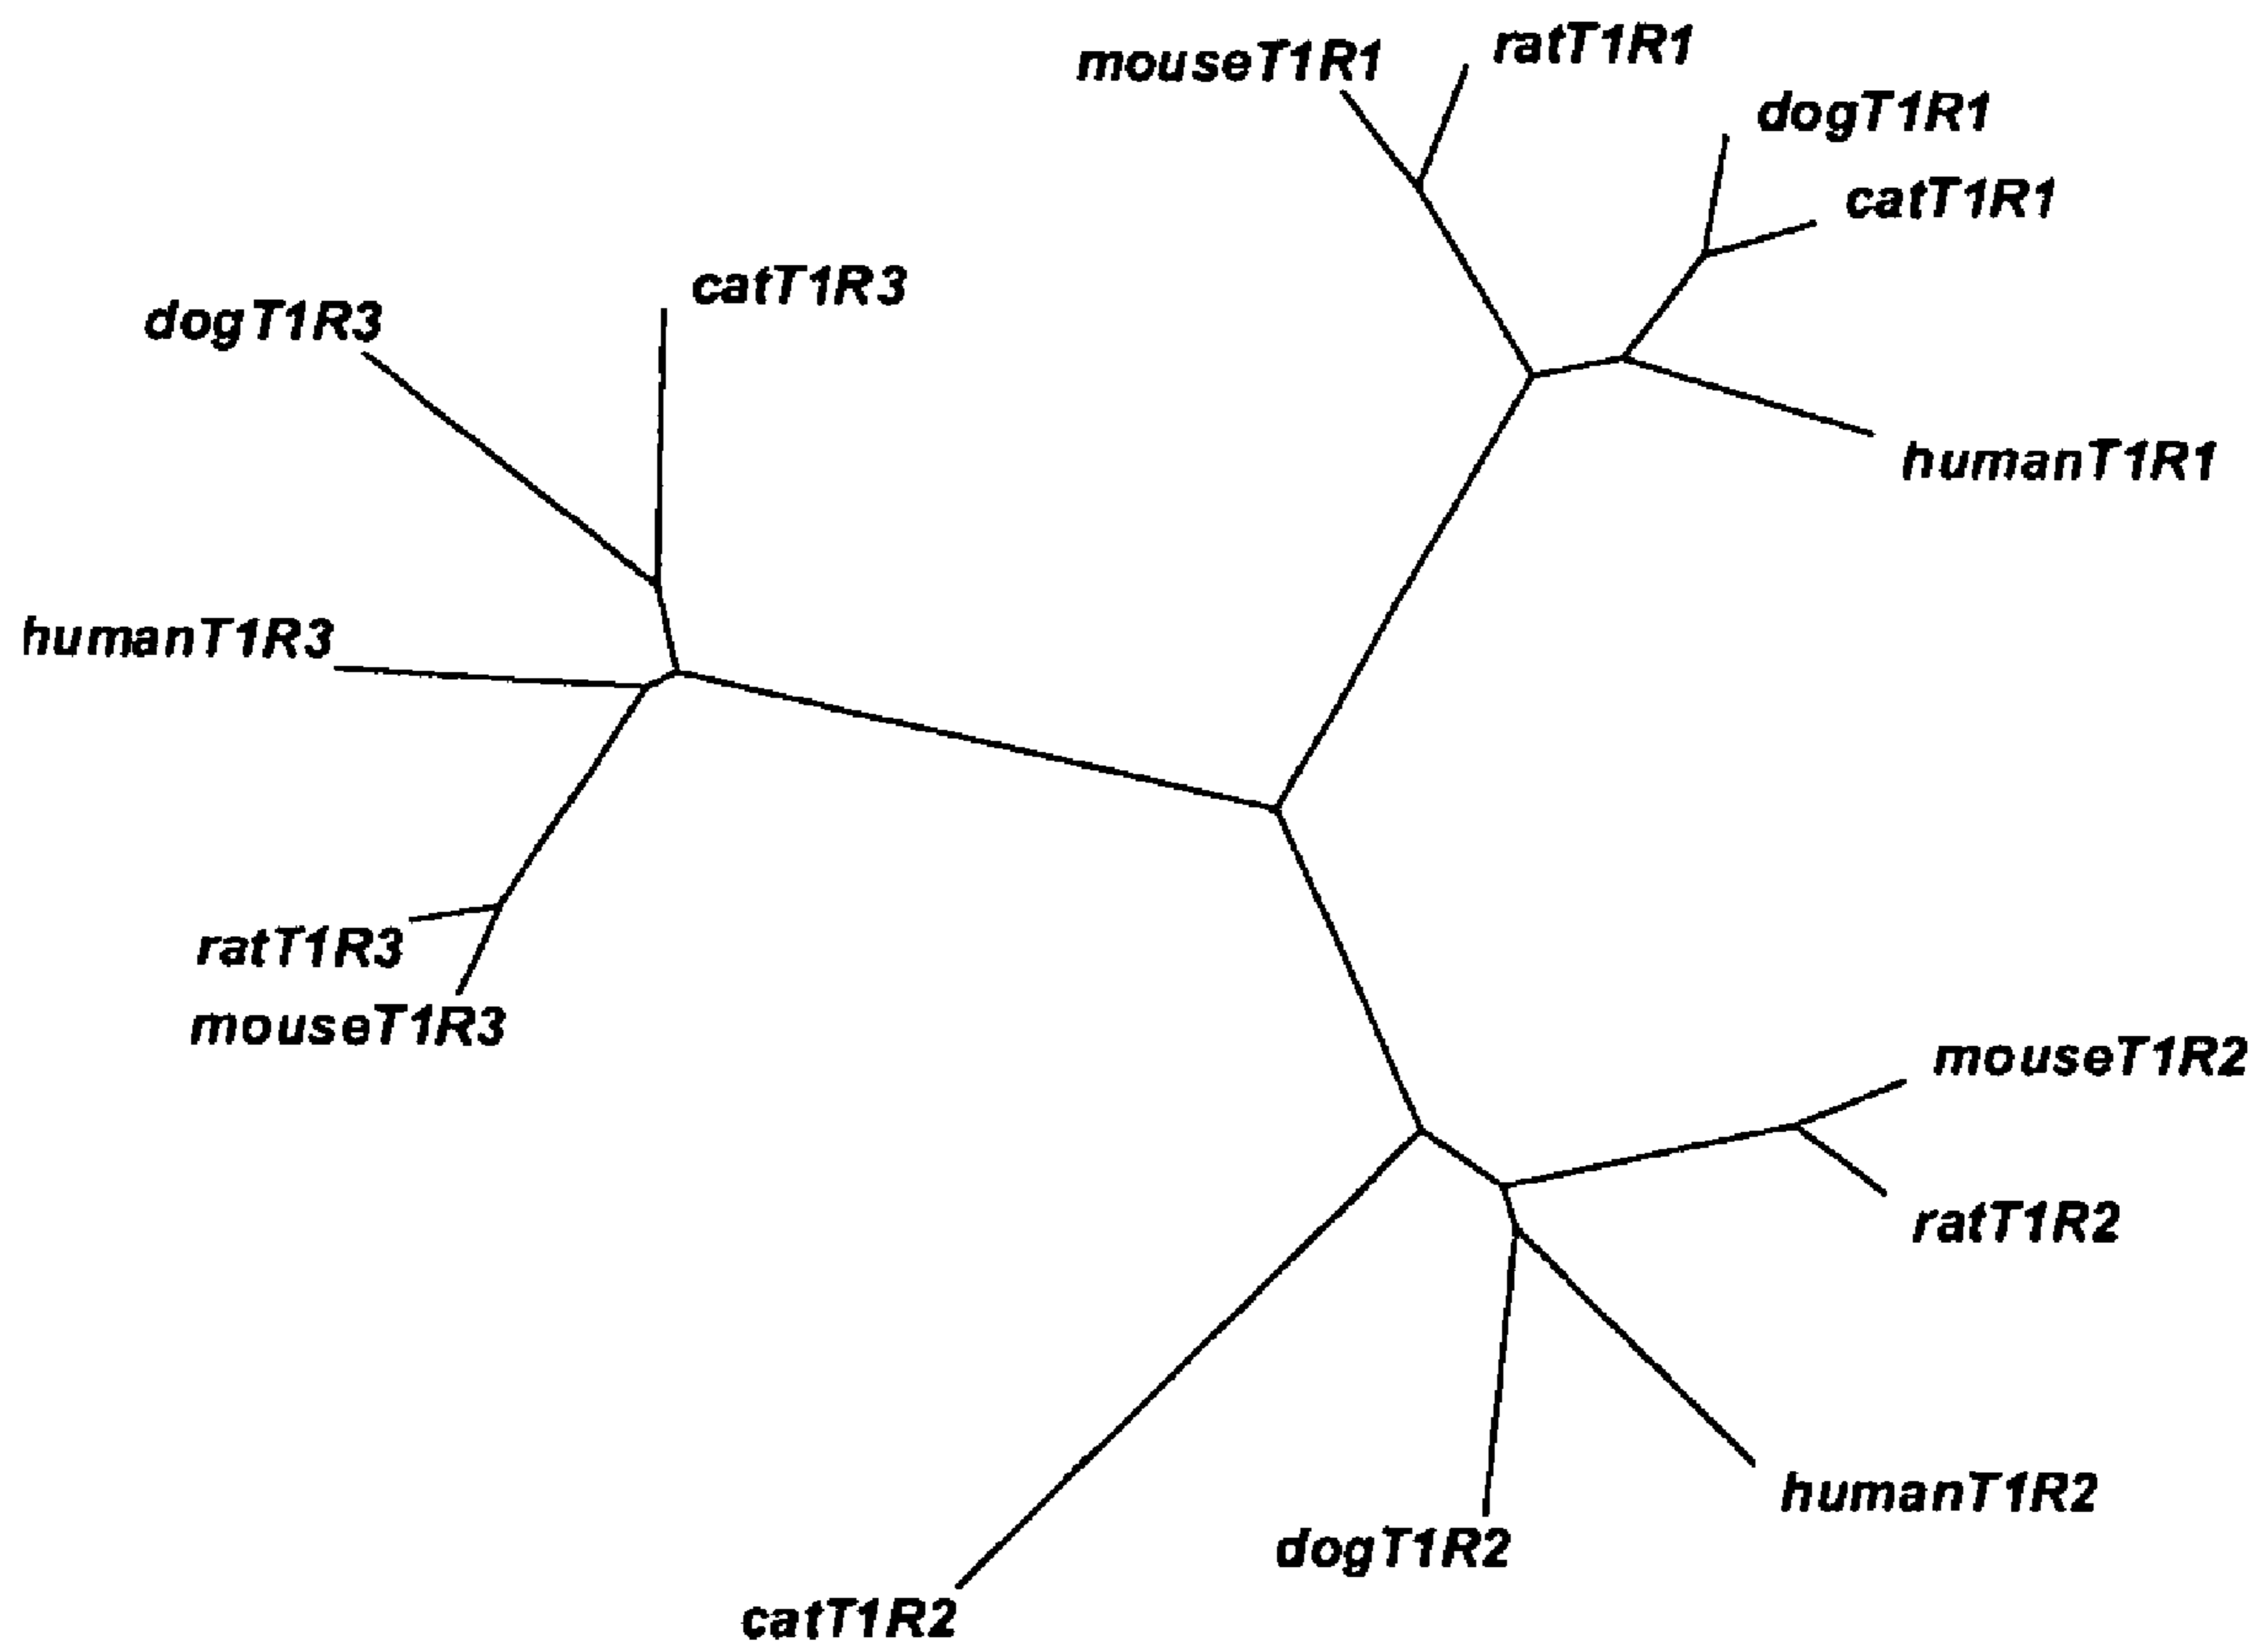 mouseT1R1
ratT1R1
dogT1R1
catT1R1
humanT1R1
catT1R3
dogT1R3
humanT1R3
ratT1R3
mouseT1R3
mouseT1R2
ratT1R2
humanT1R2
dogT1R2
catT1R2